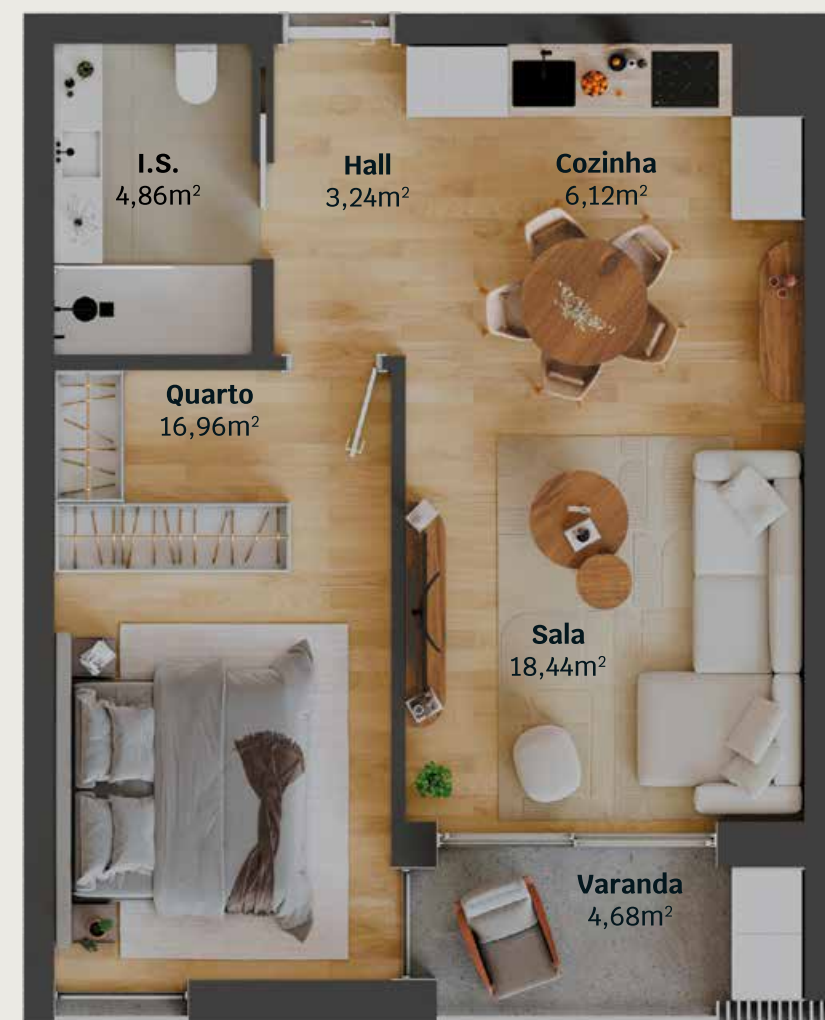 I.S.
4,86m²
Hall
3,24m²
Cozinha
6,12m²
Quarto
16,96m²
Sala
18,44m²
Varanda
4,68m²